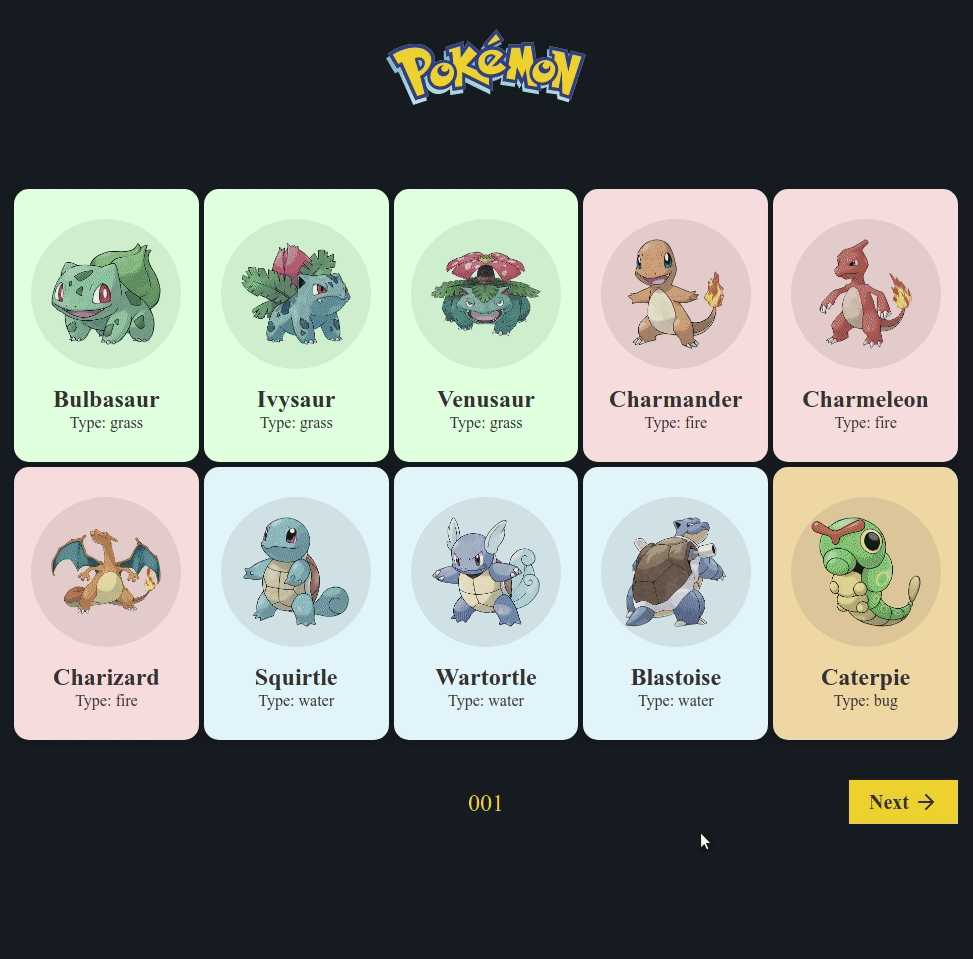 POKéMON
Bulbasaur
Type: grass
Ivysaur
Type: grass
Venusaur
Type: grass
Charmander
Type: fire
Charmeleon
Type: fire
Charizard
Type: fire
Squirtle
Type: water
Wartortle
Type: water
Blastoise
Type: water
Caterpie
Type: bug
001
Next →